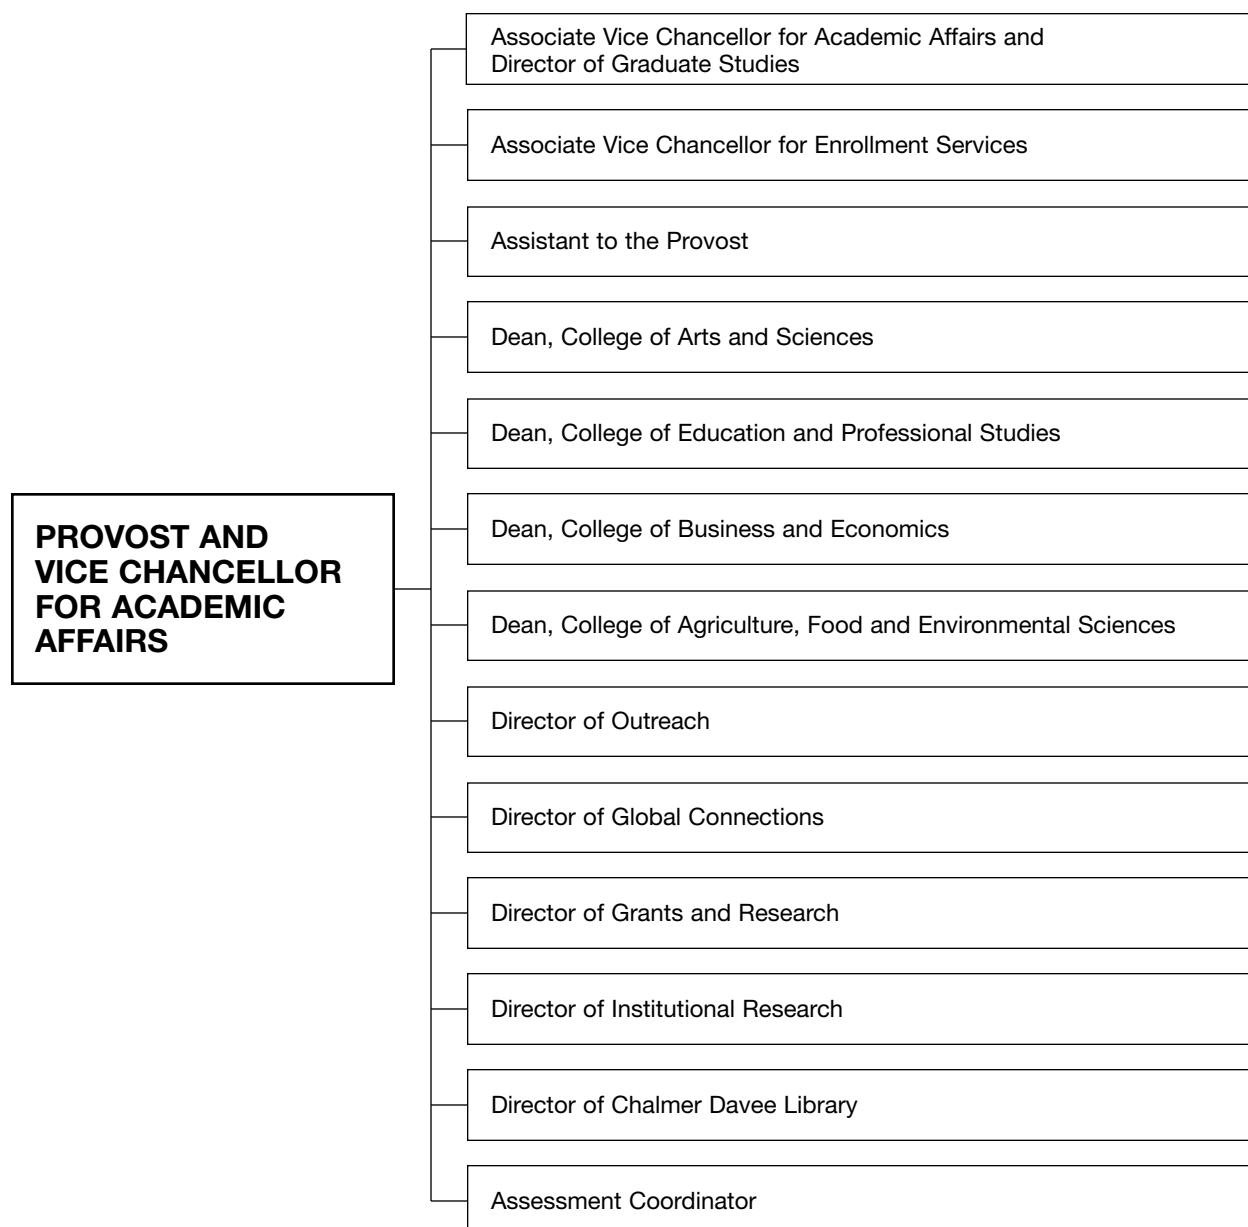 Associate Vice Chancellor for Academic Affairs and
Director of Graduate Studies
Associate Vice Chancellor for Enrollment Services
Assistant to the Provost
Dean, College of Arts and Sciences
Dean, College of Education and Professional Studies
PROVOST AND
VICE CHANCELLOR
FOR ACADEMIC
AFFAIRS
Dean, College of Business and Economics
Dean, College of Agriculture, Food and Environmental Sciences
Director of Outreach
Director of Global Connections
Director of Grants and Research
Director of Institutional Research
Director of Chalmer Davee Library
Assessment Coordinator